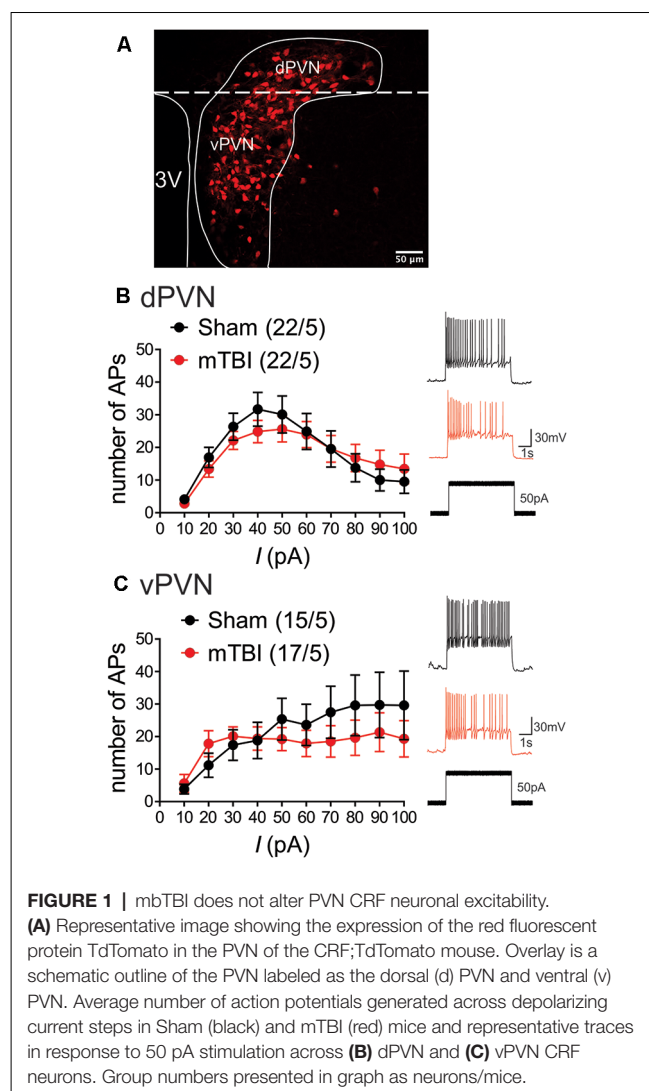 A
dPVN
vPVN
3V
50 µm
B dPVN
Sham (22/5)
mTBI (22/5)
number of APs
50
40
30
20
10
0
0 10 20 30 40 50 60 70 80 90 100
I (pA)
30mV
1s
50pA
C vPVN
Sham (15/5)
mTBI (17/5)
number of APs
50
40
30
20
10
0
0 10 20 30 40 50 60 70 80 90 100
I (pA)
30mV
1s
50pA
FIGURE 1 | mbTBI does not alter PVN CRF neuronal excitability.
(A) Representative image showing the expression of the red fluorescent
protein TdTomato in the PVN of the CRF;TdTomato mouse. Overlay is a
schematic outline of the PVN labeled as the dorsal (d) PVN and ventral (v)
PVN. Average number of action potentials generated across depolarizing
current steps in Sham (black) and mTBI (red) mice and representative traces
in response to 50 pA stimulation across (B) dPVN and (C) vPVN CRF
neurons. Group numbers presented in graph as neurons/mice.